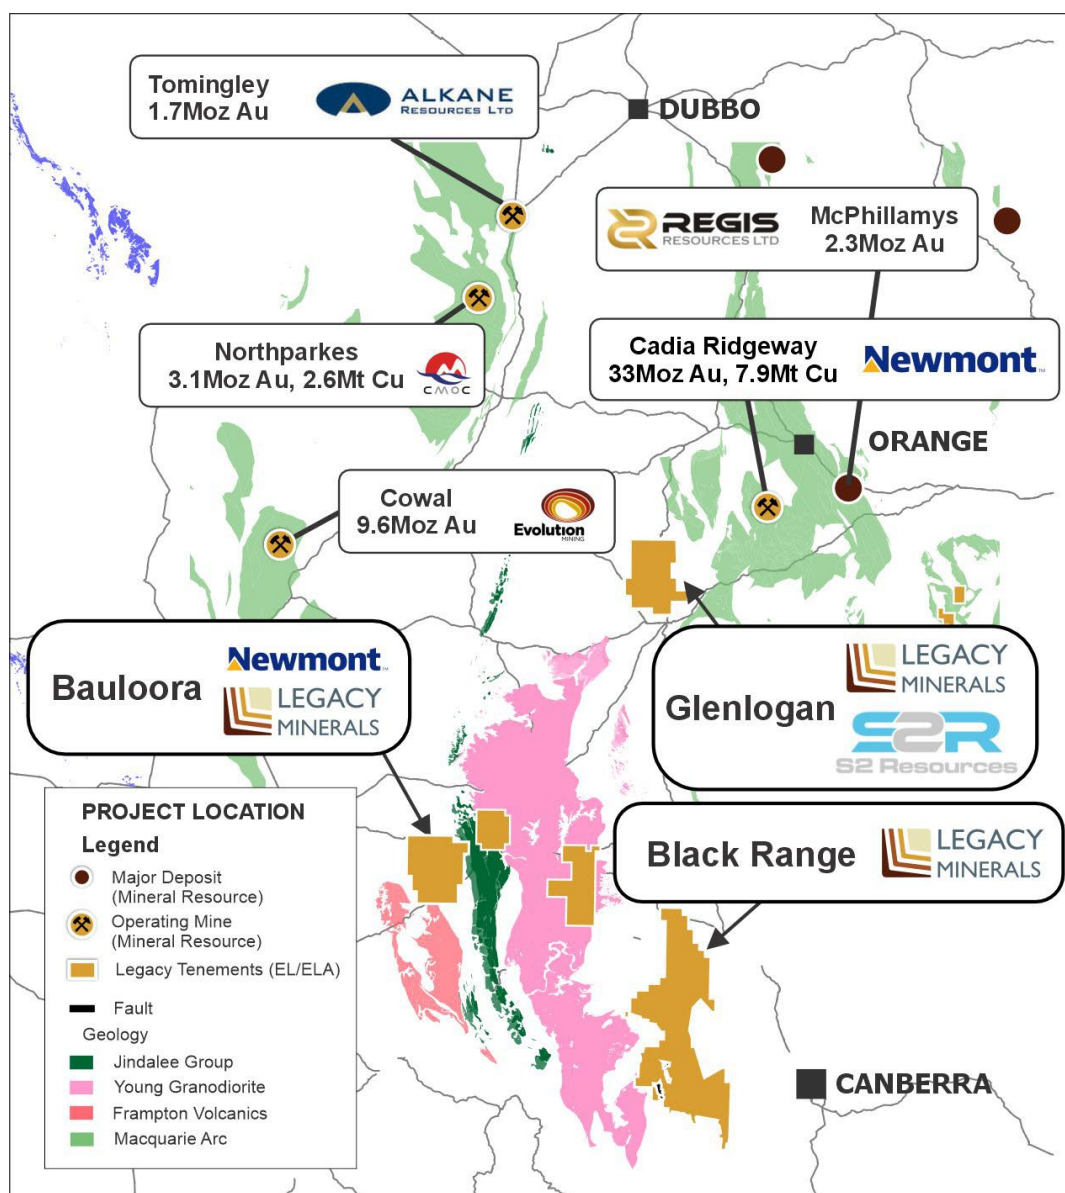 Tomingley
1.7Moz Au
ALKANE
RESOURCES LTD
DUBBO
REGIS
RESOURCES LTD
McPhillamys
2.3Moz Au
Northparkes
3.1Moz Au, 2.6Mt Cu
CMOC
Cadia Ridgeway
33Moz Au, 7.9Mt Cu
Newmont™
ORANGE
Cowal
9.6Moz Au
Evolution
MINING
Bauloora
Newmont™
LEGACY
MINERALS
Glenlogan
LEGACY
MINERALS
S2R
S2 Resources
Black Range
LEGACY
MINERALS
PROJECT LOCATION
Legend
Major Deposit
(Mineral Resource)
Operating Mine
(Mineral Resource)
Legacy Tenements (EL/ELA)
Fault
Geology
Jindalee Group
Young Granodiorite
Frampton Volcanics
Macquarie Arc
CANBERRA